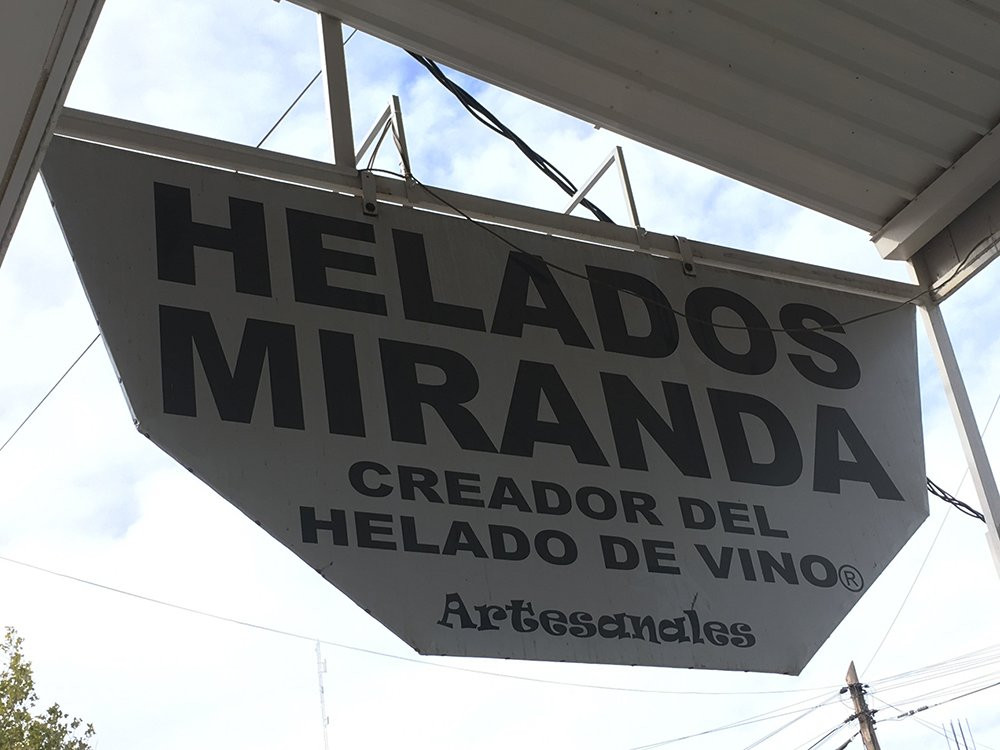 HELADOS
MIRANDA
CREADOR DEL
HELADO DE VINO®
Artesanales